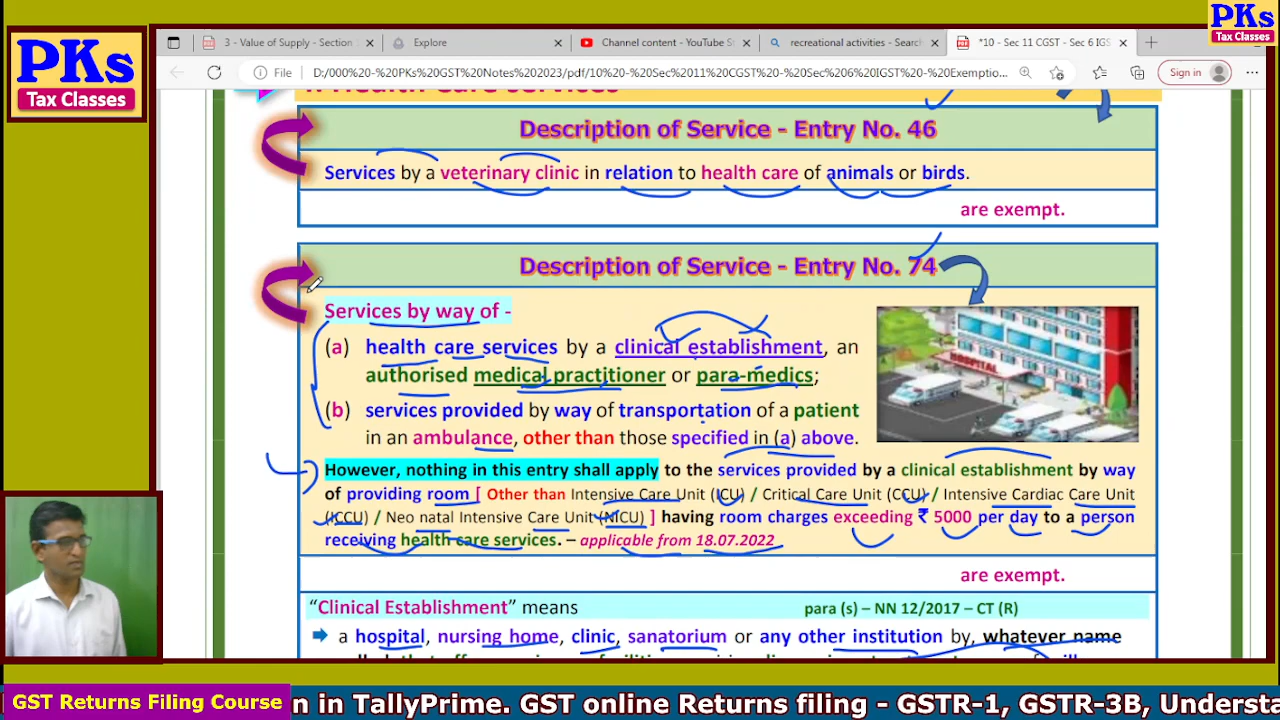 PKs
Tax Classes
PKs
Tax Classes
3 - Value of Supply - Section
Explore
Channel content - YouTube S
recreational activities - Search
*10 - Sec 11 CGST - Sec 6 IGS
File
D:/000%20-%20PKs%20GST%20Notes%202023/pdf/10%20-%20Sec%2011%20CGST%20-%20Sec%206%20IGST%20-%20Exemptio...
Sign in
Health Care Services
Description of Service - Entry No. 46
Services by a veterinary clinic in relation to health care of animals or birds.
are exempt.
Description of Service - Entry No. 74
Services by way of -
(a) health care services by a clinical establishment, an
authorised medical practitioner or para-medics;
(b) services provided by way of transportation of a patient
in an ambulance, other than those specified in (a) above.
HOSPITAL
However, nothing in this entry shall apply to the services provided by a clinical establishment by way
of providing room [ Other than Intensive Care Unit (ICU) / Critical Care Unit (CCU) / Intensive Cardiac Care Unit
(ICCU) / Neo natal Intensive Care Unit (NICU) ] having room charges exceeding ₹ 5000 per day to a person
receiving health care services. – applicable from 18.07.2022
are exempt.
“Clinical Establishment” means para (s) – NN 12/2017 – CT (R)
a hospital, nursing home, clinic, sanatorium or any other institution by, whatever name
GST Returns Filing Course
n in TallyPrime. GST online Returns filing - GSTR-1, GSTR-3B, Understa